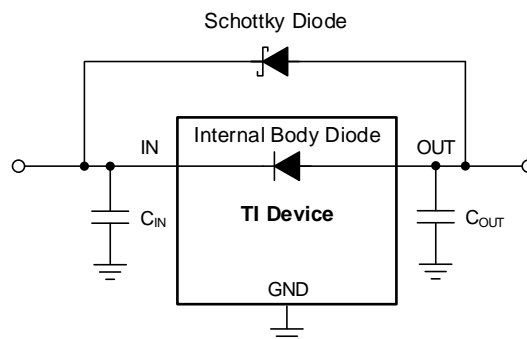 Schottky Diode
IN
Internal Body Diode
OUT
TI Device
CIN
COUT
GND